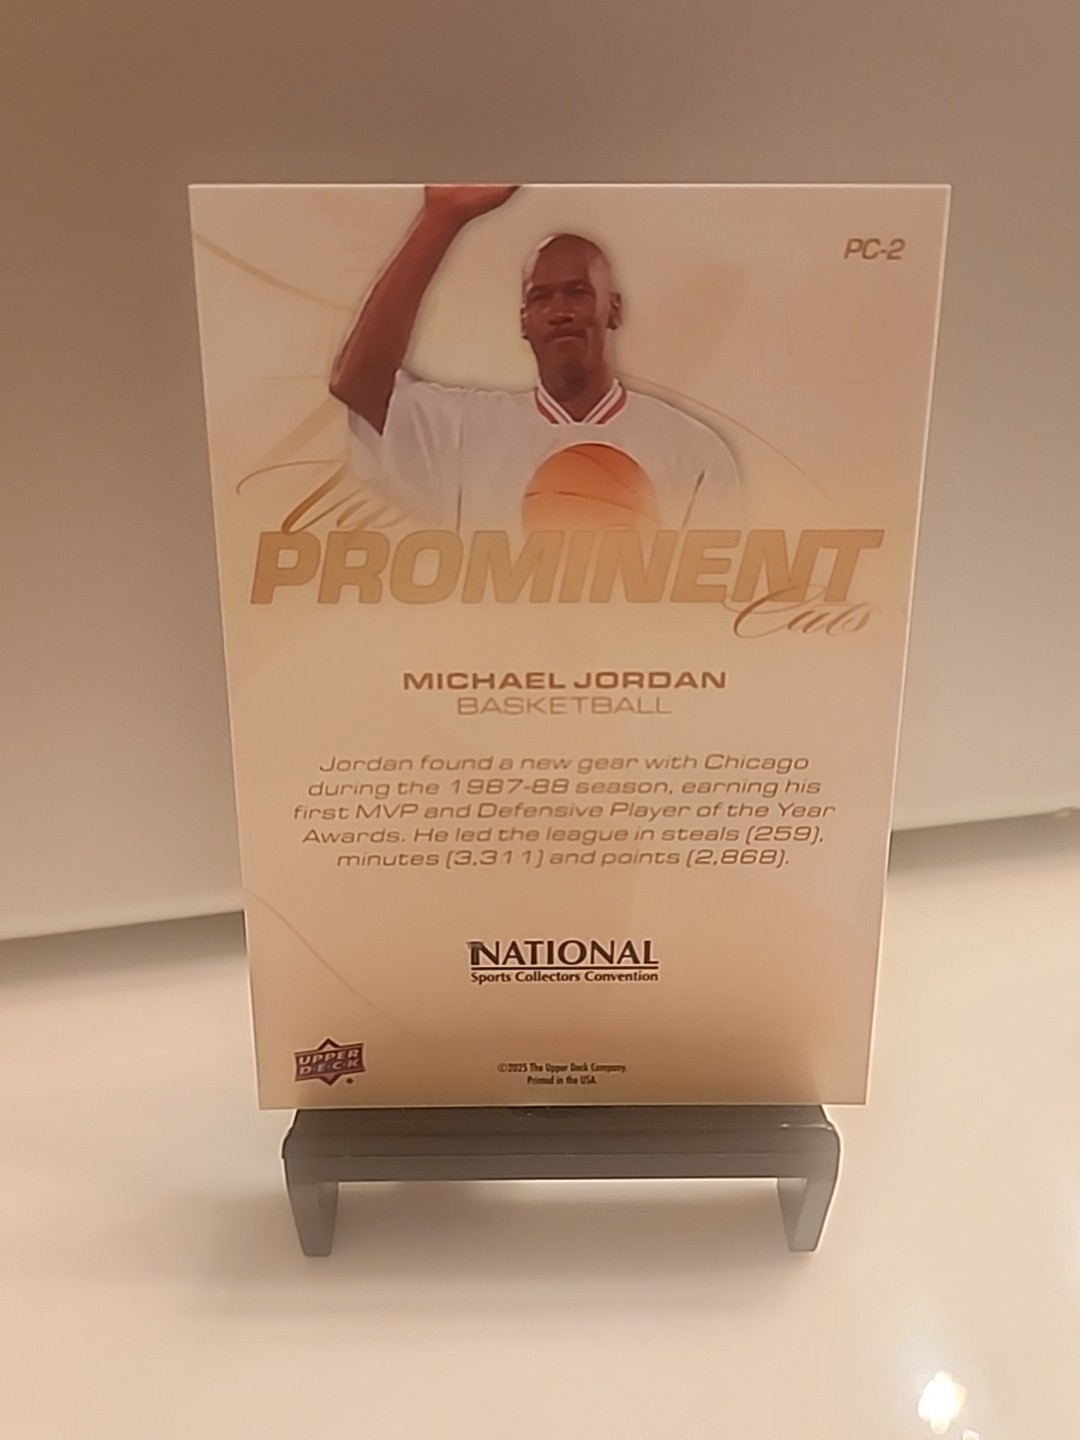 PC-2
PROMINENT
Cuts
MICHAEL JORDAN
BASKETBALL
Jordan found a new gear with Chicago
during the 1987-88 season, earning his
first MVP and Defensive Player of the Year
Awards. He led the league in steals (259),
minutes (3,311) and points (2,868).
NATIONAL
Sports Collectors Convention
UPPER
D•E•C•K
©2025 The Upper Deck Company.
Printed in the USA.